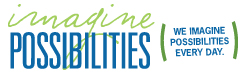 imagine
POSSIBILITIES
WE IMAGINE
POSSIBILITIES
EVERY DAY.